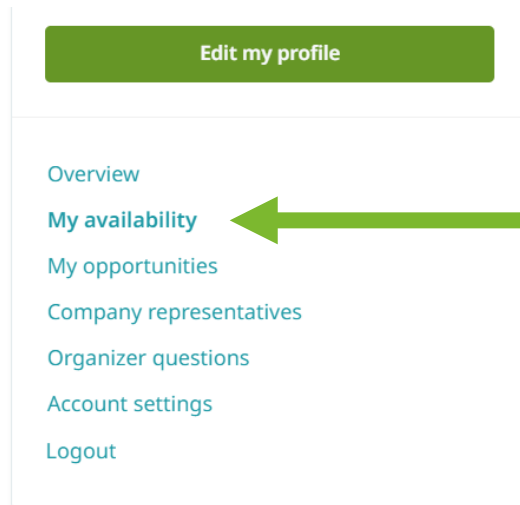 Edit my profile
Overview
My availability
My opportunities
Company representatives
Organizer questions
Account settings
Logout